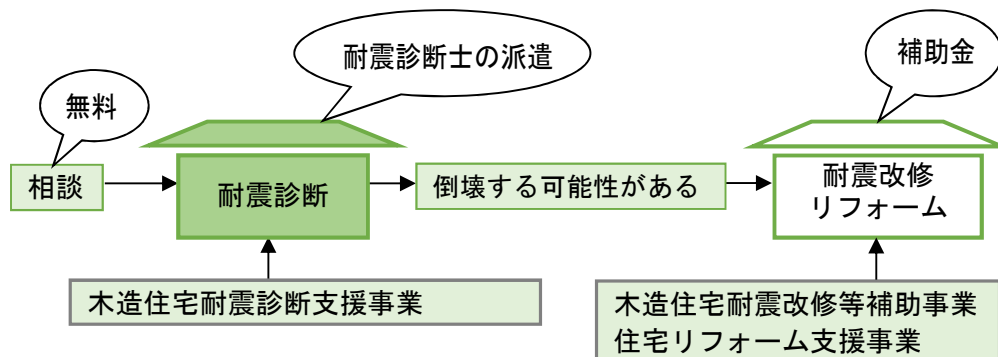 耐震診断士の派遣
補助金
無料
相談
耐震診断
倒壊する可能性がある
耐震改修
リフォーム
木造住宅耐震診断支援事業
木造住宅耐震改修等補助事業
住宅リフォーム支援事業